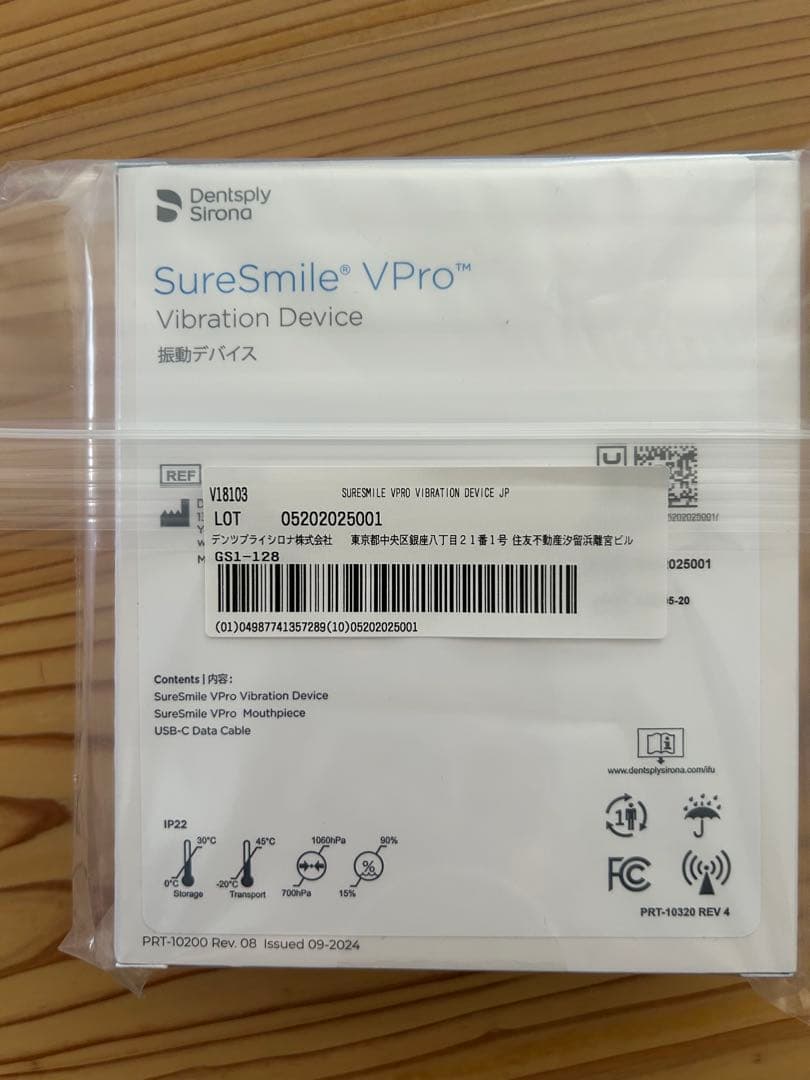 Dentsply
Sirona
SureSmile® VPro™
Vibration Device
振動デバイス
REF
V18103 SURESMILE VPRO VIBRATION DEVICE JP
LOT 05202025001
デンツプライシロナ株式会社 東京都中央区銀座八丁目21番1号 住友不動産汐留浜離宮ビル
GS1-128
(01)04987741357289(10)05202025001
025001
5-20
Contents | 内容:
SureSmile VPro Vibration Device
SureSmile VPro Mouthpiece
USB-C Data Cable
www.dentsplysirona.com/ifu
IP22
30°C
0°C
Storage
45°C
-20°C
Transport
1060hPa
700hPa
90%
%
15%
1
FC
PRT-10320 REV 4
PRT-10200 Rev. 08 Issued 09-2024